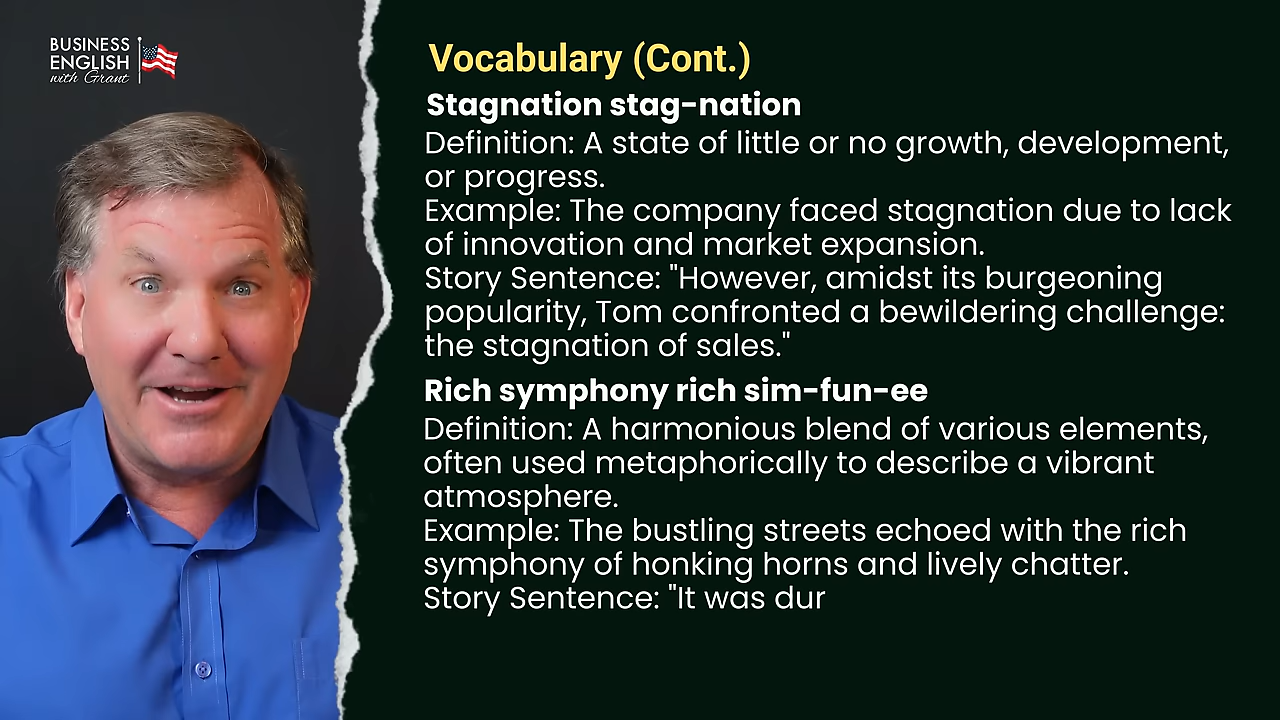 BUSINESS
ENGLISH
with Grant
Vocabulary (Cont.)
Stagnation stag-nation
Definition: A state of little or no growth, development,
or progress.
Example: The company faced stagnation due to lack
of innovation and market expansion.
Story Sentence: "However, amidst its burgeoning
popularity, Tom confronted a bewildering challenge:
the stagnation of sales."
Rich symphony rich sim-fun-ee
Definition: A harmonious blend of various elements,
often used metaphorically to describe a vibrant
atmosphere.
Example: The bustling streets echoed with the rich
symphony of honking horns and lively chatter.
Story Sentence: "It was dur